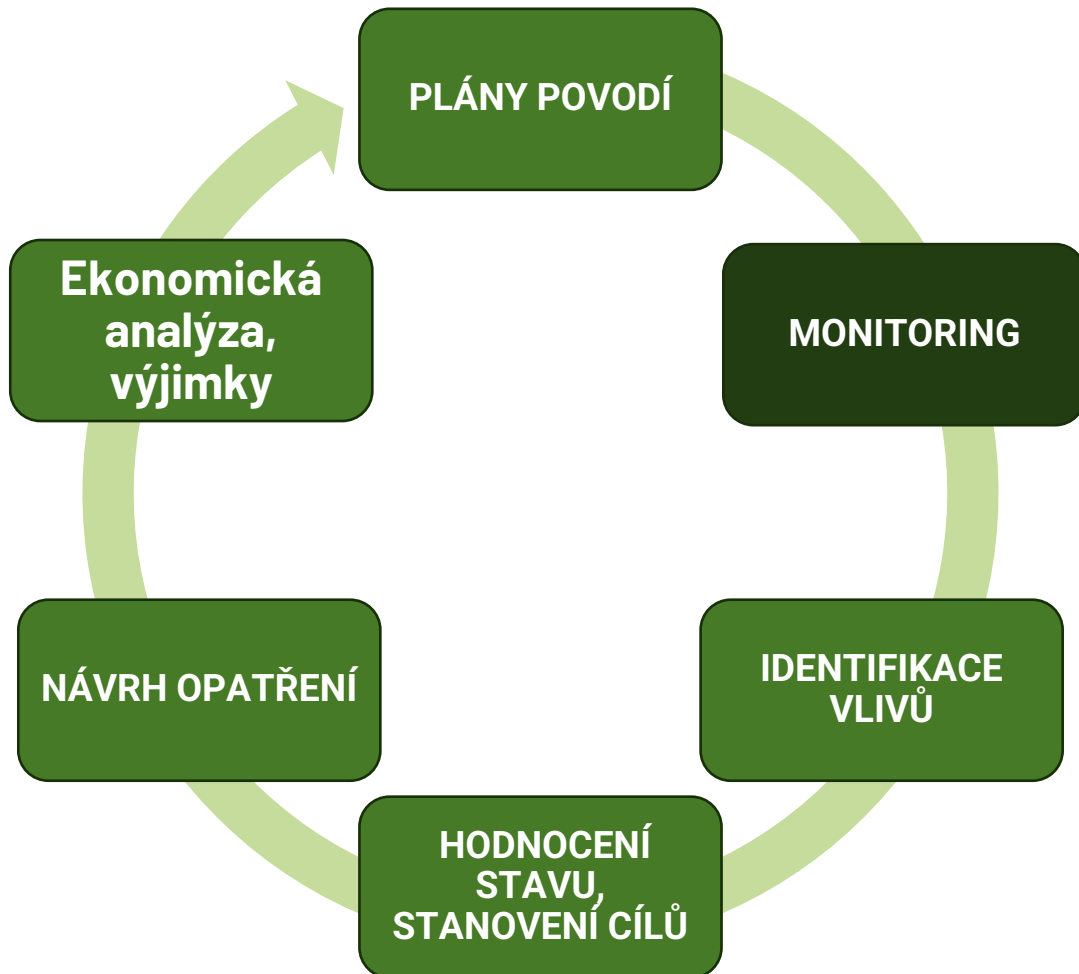 PLÁNY POVODÍ
MONITORING
IDENTIFIKACE
VLIVŮ
HODNOCENÍ
STAVU,
STANOVENÍ CÍLŮ
NÁVRH OPATŘENÍ
Ekonomická
analýza,
výjimky